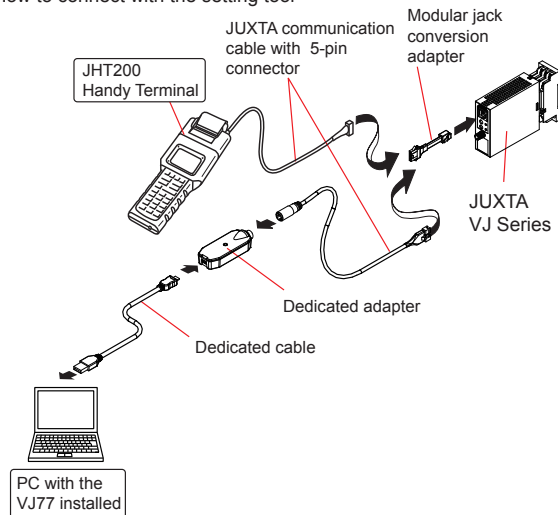 how to connect with the setting tool
JUXTA communication
cable with 5-pin
connector
Modular jack
conversion
adapter
JHT200
Handy Terminal
JUXTA
VJ Series
Dedicated adapter
Dedicated cable
PC with the
VJ77 installed